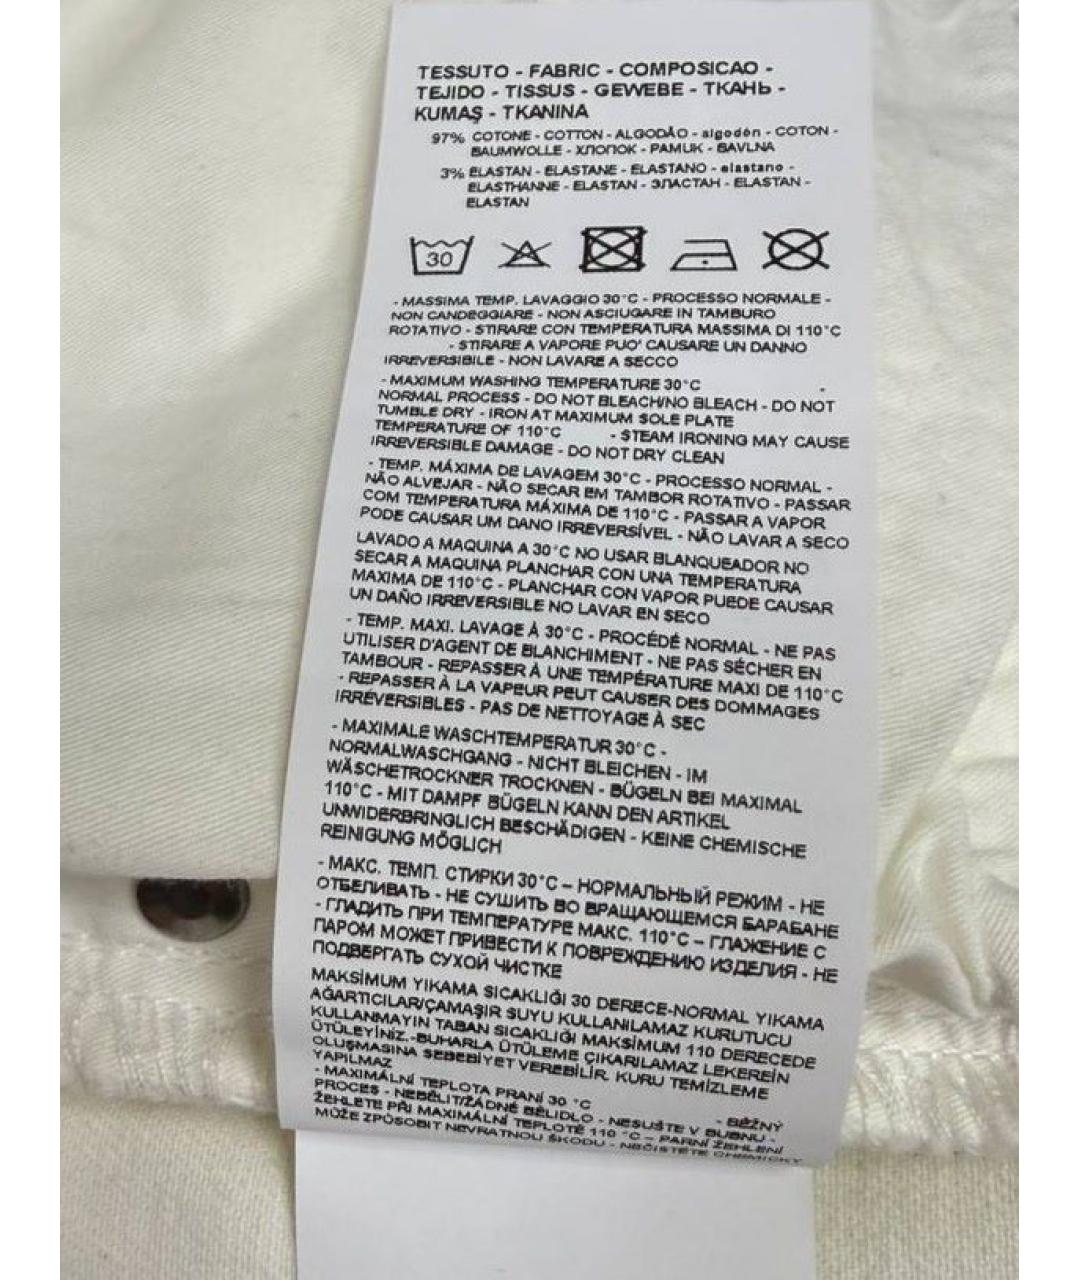 TESSUTO - FABRIC - COMPOSICAO -
TEJIDO - TISSUS - GEWEBE - ТКАНЬ -
KUMAŞ - TKANINA
97% COTONE - COTTON - ALGODÃO - algodón - COTON -
BAUMWOLLE - ХЛОПОК - PAMUK - BAVLNA
3% ELASTAN - ELASTANE - ELASTANO - elastano -
ELASTHANNE - ELASTAN - ЭЛАСТАН - ELASTAN -
ELASTAN
30
- MASSIMA TEMP. LAVAGGIO 30°C - PROCESSO NORMALE -
NON CANDEGGIARE - NON ASCIUGARE IN TAMBURO
ROTATIVO - STIRARE CON TEMPERATURA MASSIMA DI 110°C
- STIRARE A VAPORE PUO' CAUSARE UN DANNO
IRREVERSIBILE - NON LAVARE A SECCO
- MAXIMUM WASHING TEMPERATURE 30°C -
NORMAL PROCESS - DO NOT BLEACH/NO BLEACH - DO NOT
TUMBLE DRY - IRON AT MAXIMUM SOLE PLATE
TEMPERATURE OF 110°C - STEAM IRONING MAY CAUSE
IRREVERSIBLE DAMAGE - DO NOT DRY CLEAN
- TEMP. MÁXIMA DE LAVAGEM 30°C - PROCESSO NORMAL -
NÃO ALVEJAR - NÃO SECAR EM TAMBOR ROTATIVO - PASSAR
COM TEMPERATURA MÁXIMA DE 110°C - PASSAR A VAPOR
PODE CAUSAR UM DANO IRREVERSÍVEL - NÃO LAVAR A SECO
LAVADO A MAQUINA A 30°C NO USAR BLANQUEADOR NO
SECAR A MAQUINA PLANCHAR CON UNA TEMPERATURA
MAXIMA DE 110°C - PLANCHAR CON VAPOR PUEDE CAUSAR
UN DAÑO IRREVERSIBLE NO LAVAR EN SECO
- TEMP. MAXI. LAVAGE À 30°C - PROCÉDÉ NORMAL - NE PAS
UTILISER D'AGENT DE BLANCHIMENT - NE PAS SÉCHER EN
TAMBOUR - REPASSER À UNE TEMPÉRATURE MAXI DE 110°C
- REPASSER À LA VAPEUR PEUT CAUSER DES DOMMAGES
IRRÉVERSIBLES - PAS DE NETTOYAGE À SEC
- MAXIMALE WASCHTEMPERATUR 30°C -
NORMALWASCHGANG - NICHT BLEICHEN - IM
WÄSCHETROCKNER TROCKNEN - BÜGELN BEI MAXIMAL
110°C - MIT DAMPF BÜGELN KANN DEN ARTIKEL
UNWIDERBRINGLICH BESCHÄDIGEN - KEINE CHEMISCHE
REINIGUNG MÖGLICH
- МАКС. ТЕМП. СТИРКИ 30°C – НОРМАЛЬНЫЙ РЕЖИМ - НЕ
ОТБЕЛИВАТЬ - НЕ СУШИТЬ ВО ВРАЩАЮЩЕМСЯ БАРАБАНЕ
- ГЛАДИТЬ ПРИ ТЕМПЕРАТУРЕ МАКС. 110°C – ГЛАЖЕНИЕ С
ПАРОМ МОЖЕТ ПРИВЕСТИ К ПОВРЕЖДЕНИЮ ИЗДЕЛИЯ - НЕ
ПОДВЕРГАТЬ СУХОЙ ЧИСТКЕ
MAKSİMUM YIKAMA SICAKLIĞI 30 DERECE-NORMAL YIKAMA
AĞARTICILAR/ÇAMAŞIR SUYU KULLANILAMAZ KURUTUCU
KULLANMAYIN TABAN SICAKLIĞI MAKSİMUM 110 DERECEDE
ÜTÜLEYİNİZ.-BUHARLA ÜTÜLEME ÇIKARILAMAZ LEKEREİN
OLUŞMASINA SEBEBİYET VEREBİLİR. KURU TEMİZLEME
YAPILMAZ
- MAXIMÁLNÍ TEPLOTA PRANÍ 30 °C - BĚŽNÝ
PROCES - NEBĚLIT/ŽÁDNÉ BĚLIDLO - NESUŠTE V BUBNU -
ŽEHLETE PŘI MAXIMÁLNÍ TEPLOTĚ 110 °C – PARNÍ ŽEHLENÍ
MŮŽE ZPŮSOBIT NEVRATNOU ŠKODU - NEČISTĚTE CHEMICKY